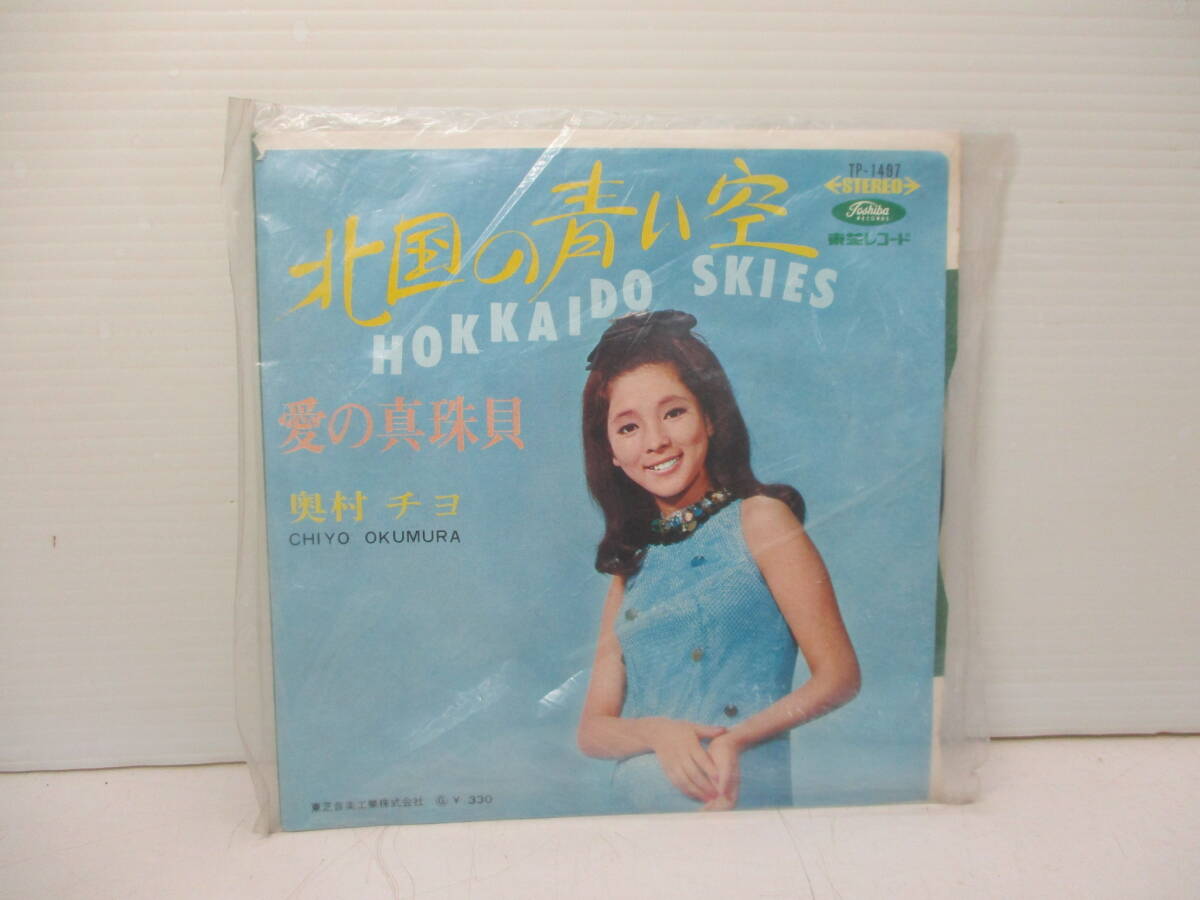 TP-1497
STEREO
Toshiba
RECORDS
東芝レコード
北国の青い空
HOKKAIDO SKIES
愛の真珠貝
奥村 チヨ
CHIYO OKUMURA
東芝音楽工業株式会社 Ⓖ ¥ 330